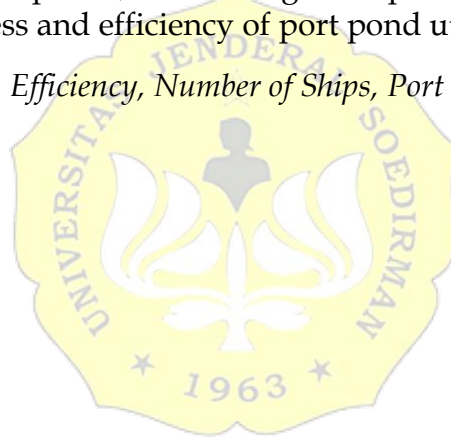 ess and efficiency of port pond u
Efficiency, Number of Ships, Port
UNIVERSITAS JENDERAL SOEDIRMAN
1963